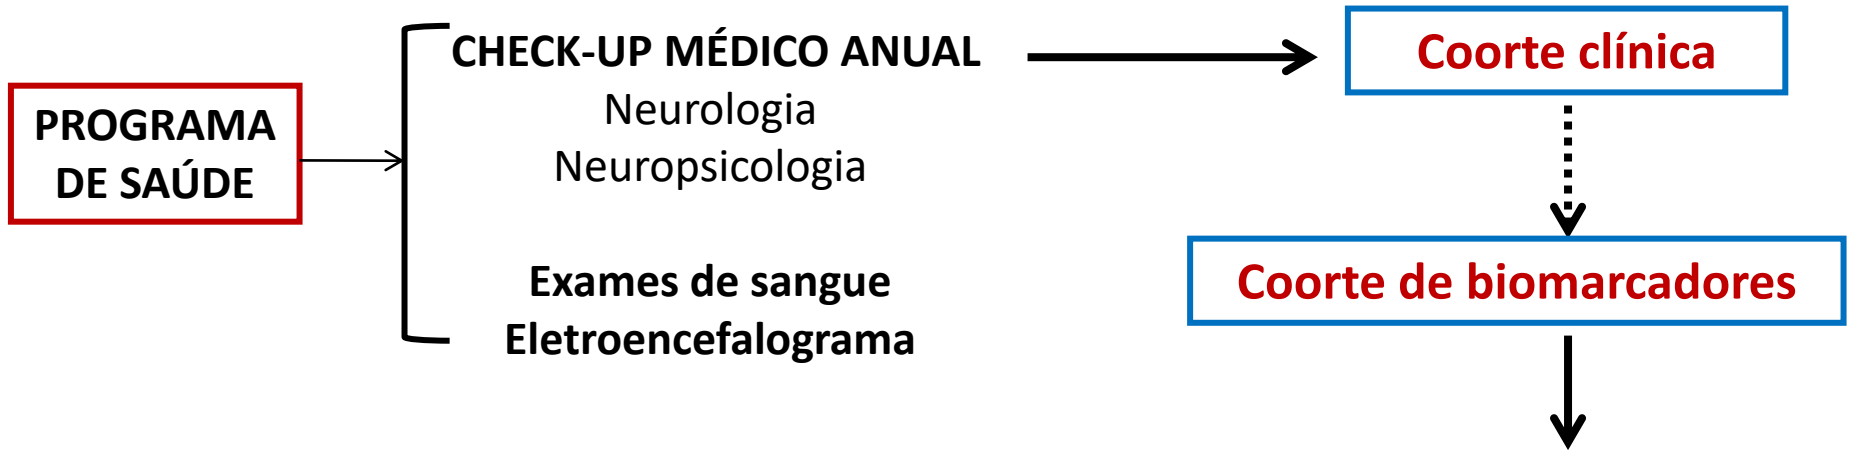 PROGRAMA
DE SAÚDE
CHECK-UP MÉDICO ANUAL
Neurologia
Neuropsicologia
Exames de sangue
Eletroencefalograma
Coorte clínica
Coorte de biomarcadores